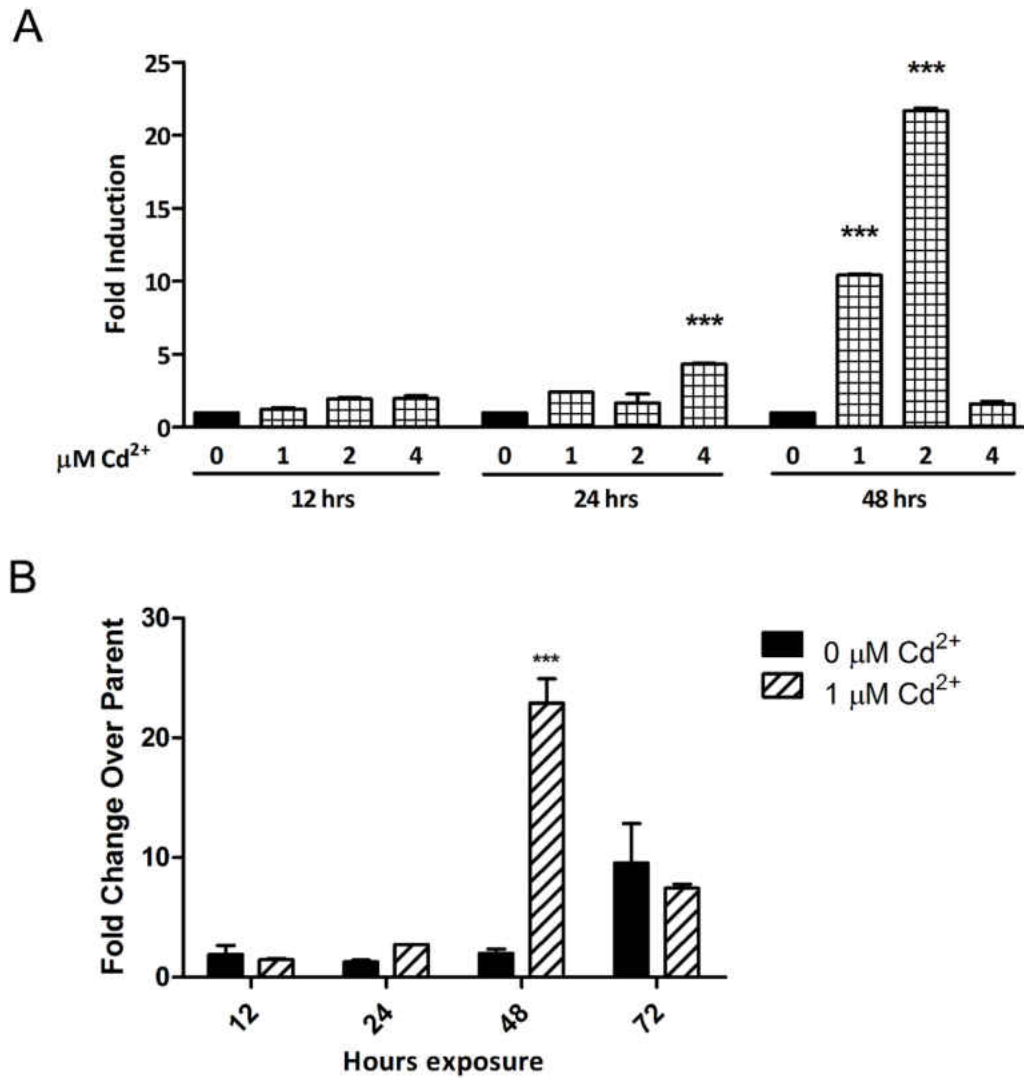 A
Fold Induction
25
20
15
10
5
0
***
***
***
μM Cd²⁺
0 1 2 4 0 1 2 4 0 1 2 4
12 hrs 24 hrs 48 hrs
B
Fold Change Over Parent
30
20
10
0
***
0 μM Cd²⁺
1 μM Cd²⁺
12 24 48 72
Hours exposure